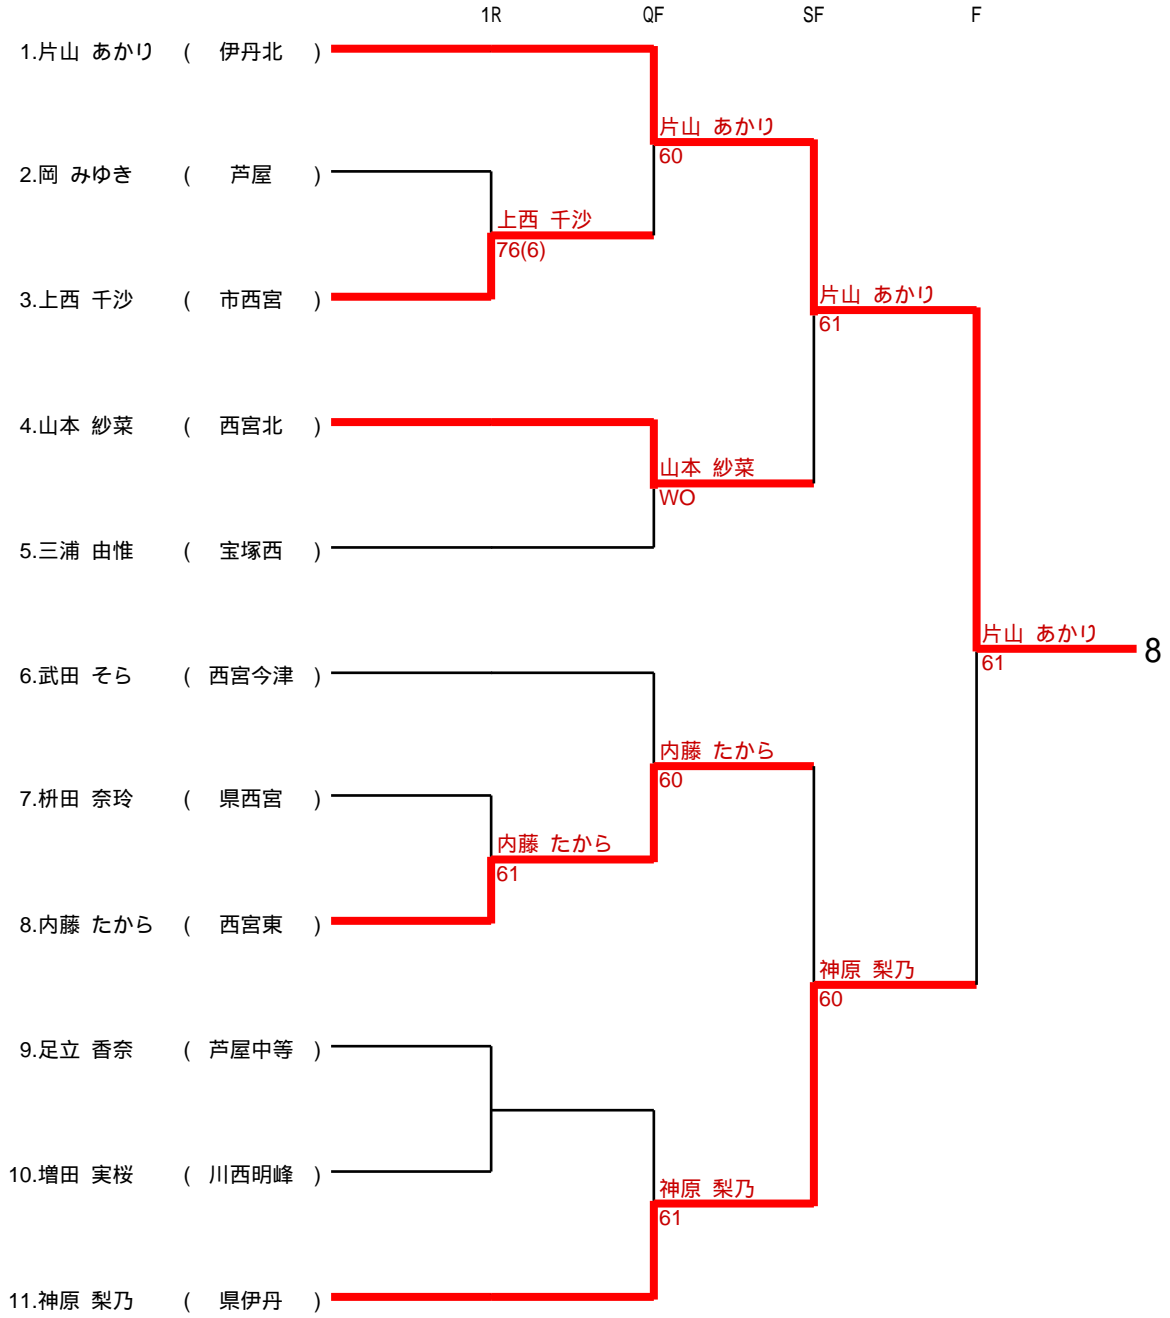 1R QF SF F
1.片山 あかり ( 伊丹北 )
片山 あかり
60
2.岡 みゆき ( 芦屋 )
上西 千沙
76(6)
3.上西 千沙 ( 市西宮 )
片山 あかり
61
4.山本 紗菜 ( 西宮北 )
山本 紗菜
WO
5.三浦 由惟 ( 宝塚西 )
片山 あかり
8
61
6.武田 そら ( 西宮今津 )
内藤 たから
60
7.枡田 奈玲 ( 県西宮 )
内藤 たから
61
8.内藤 たから ( 西宮東 )
神原 梨乃
60
9.足立 香奈 ( 芦屋中等 )
10.増田 実桜 ( 川西明峰 )
神原 梨乃
61
11.神原 梨乃 ( 県伊丹 )